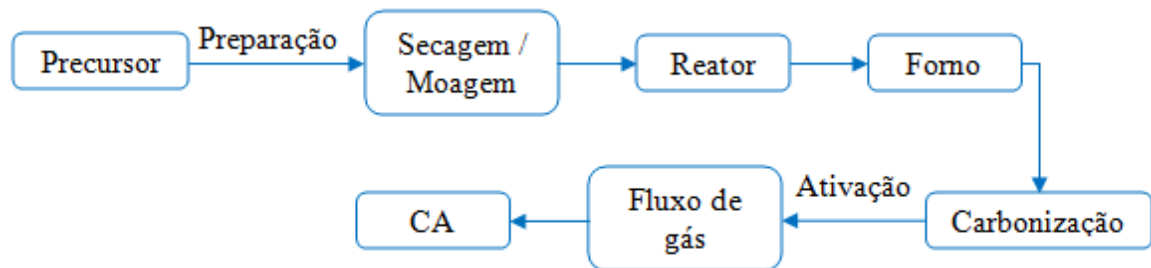 Precursor
Preparação
Secagem /
Moagem
Reator
Forno
Carbonização
Ativação
Fluxo de
gás
CA